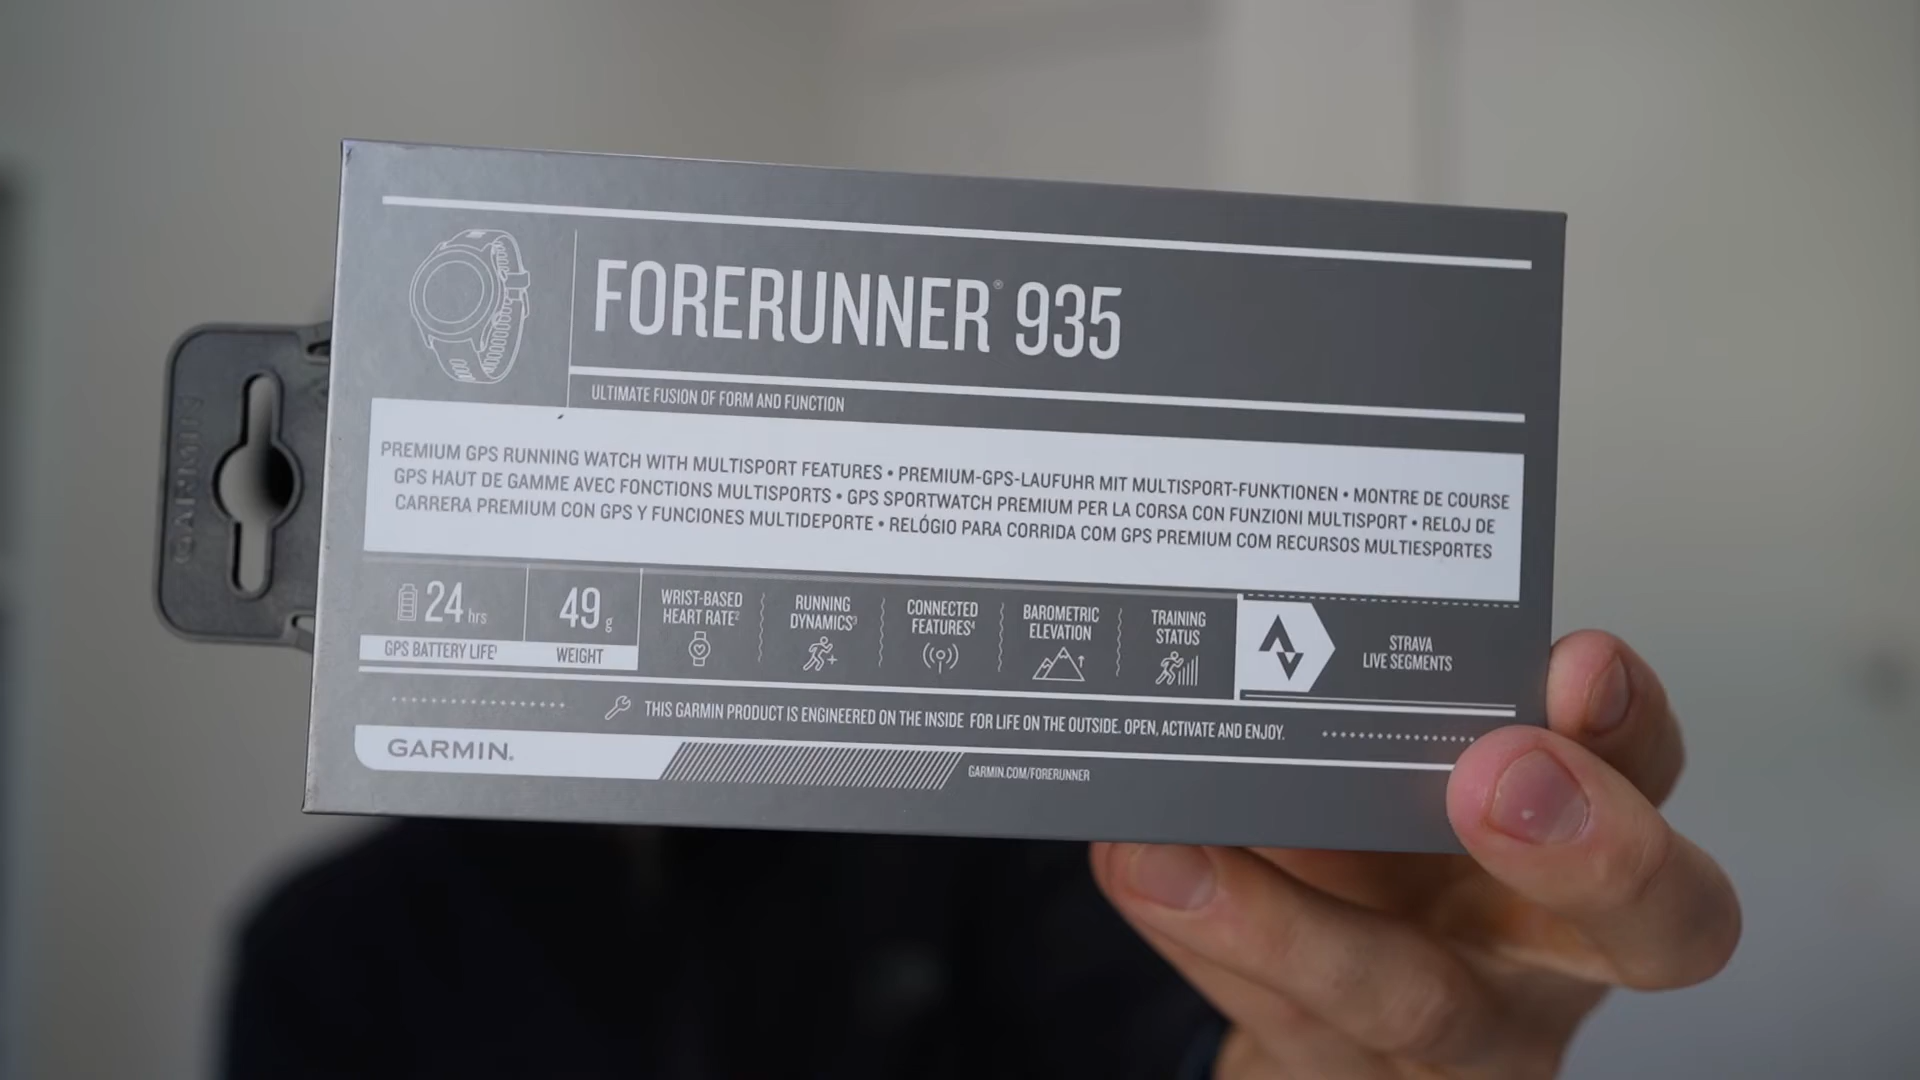 FORERUNNER® 935
ULTIMATE FUSION OF FORM AND FUNCTION
PREMIUM GPS RUNNING WATCH WITH MULTISPORT FEATURES • PREMIUM-GPS-LAUFUHR MIT MULTISPORT-FUNKTIONEN • MONTRE DE COURSE
GPS HAUT DE GAMME AVEC FONCTIONS MULTISPORTS • GPS SPORTWATCH PREMIUM PER LA CORSA CON FUNZIONI MULTISPORT • RELOJ DE
CARRERA PREMIUM CON GPS Y FUNCIONES MULTIDEPORTE • RELÓGIO PARA CORRIDA COM GPS PREMIUM COM RECURSOS MULTIESPORTES
24 hrs
GPS BATTERY LIFE¹
49 g
WEIGHT
WRIST-BASED
HEART RATE²
RUNNING
DYNAMICS³
CONNECTED
FEATURES⁴
BAROMETRIC
ELEVATION
TRAINING
STATUS
STRAVA
LIVE SEGMENTS
THIS GARMIN PRODUCT IS ENGINEERED ON THE INSIDE FOR LIFE ON THE OUTSIDE. OPEN, ACTIVATE AND ENJOY.
GARMIN.
GARMIN.COM/FORERUNNER
GARMIN